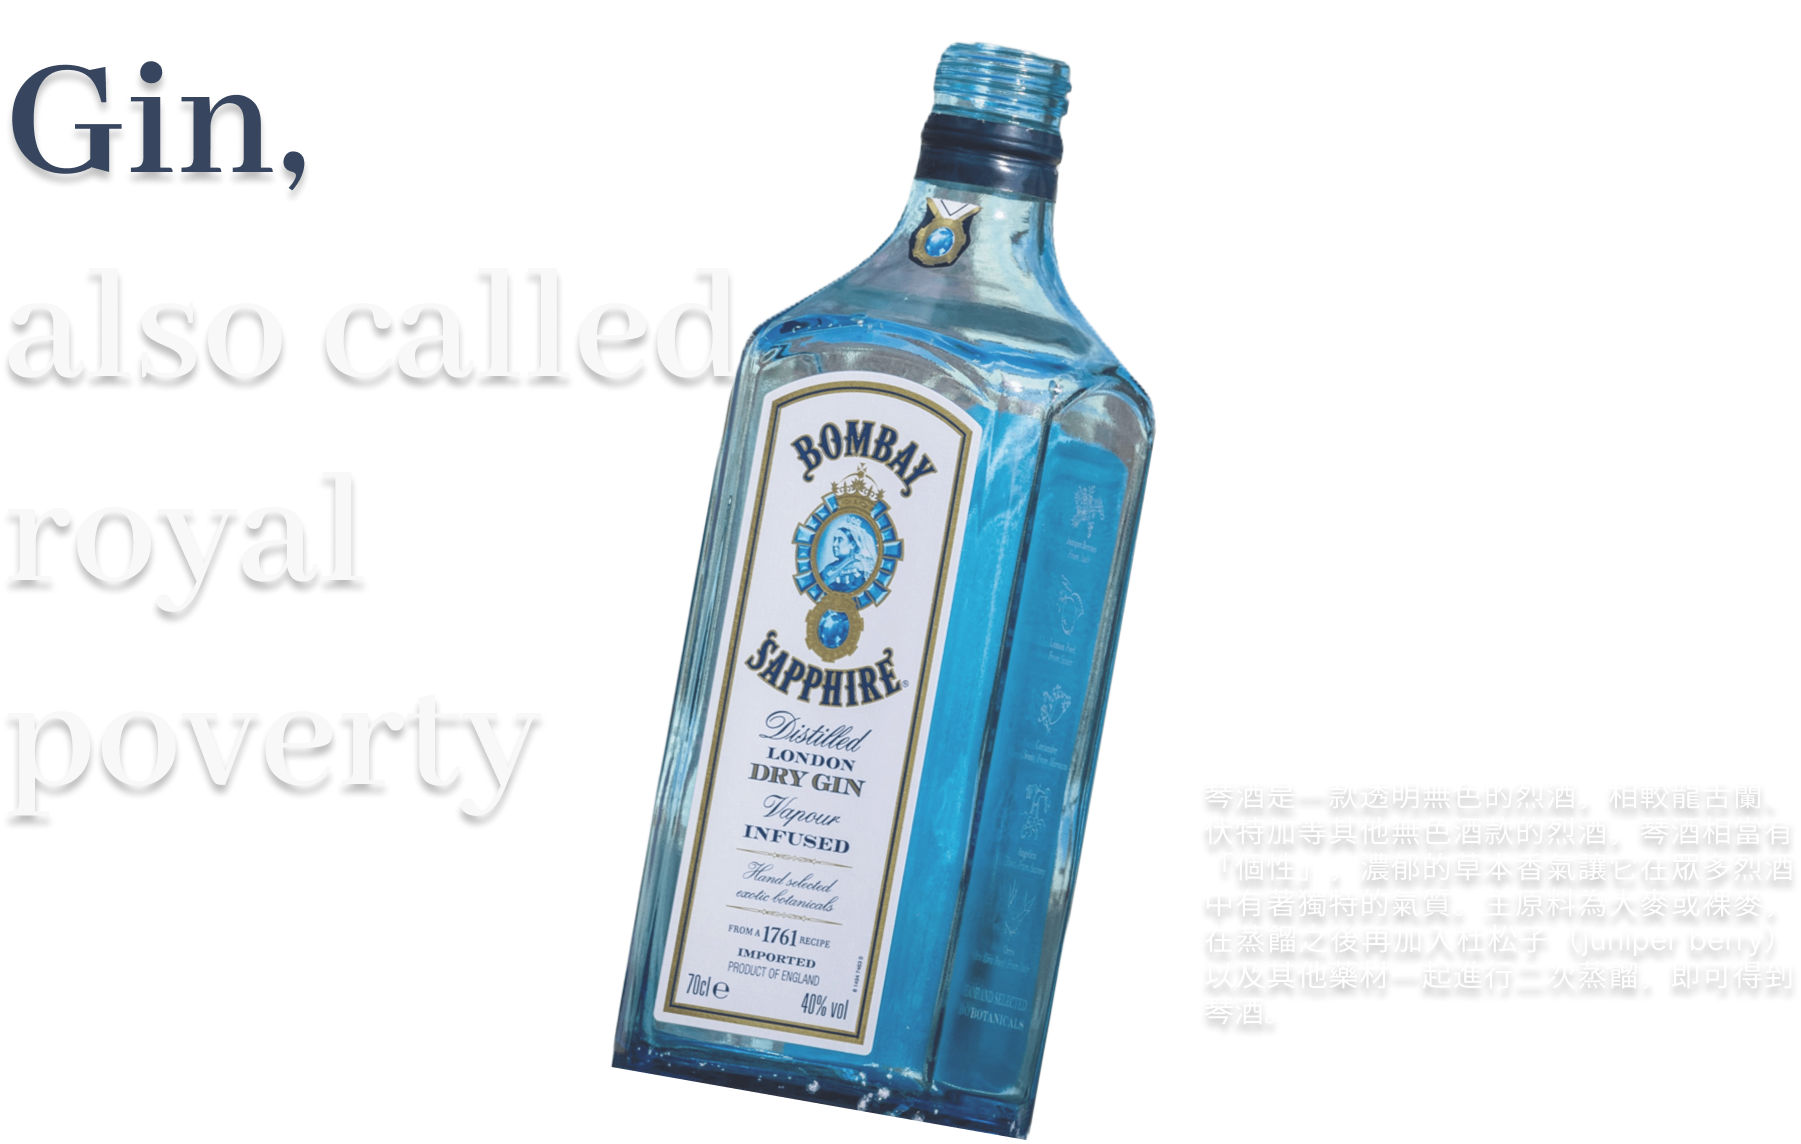 Gin,
also called
royal
poverty
BOMBAY
SAPPHIRE®
Distilled
LONDON
DRY GIN
Vapour
INFUSED
Hand selected
exotic botanicals
FROM A 1761 RECIPE
IMPORTED
PRODUCT OF ENGLAND
70cl e
40% vol
HAND SELECTED
BOTANICALS
琴酒是一款透明無色的烈酒，相較龍舌蘭、
伏特加等其他無色酒款的烈酒，琴酒相當有
「個性」，濃郁的草本香氣讓它在眾多烈酒
中有著獨特的氣質。主原料為大麥或裸麥，
在蒸餾之後再加入杜松子（juniper berry）
以及其他藥材一起進行二次蒸餾，即可得到
琴酒。